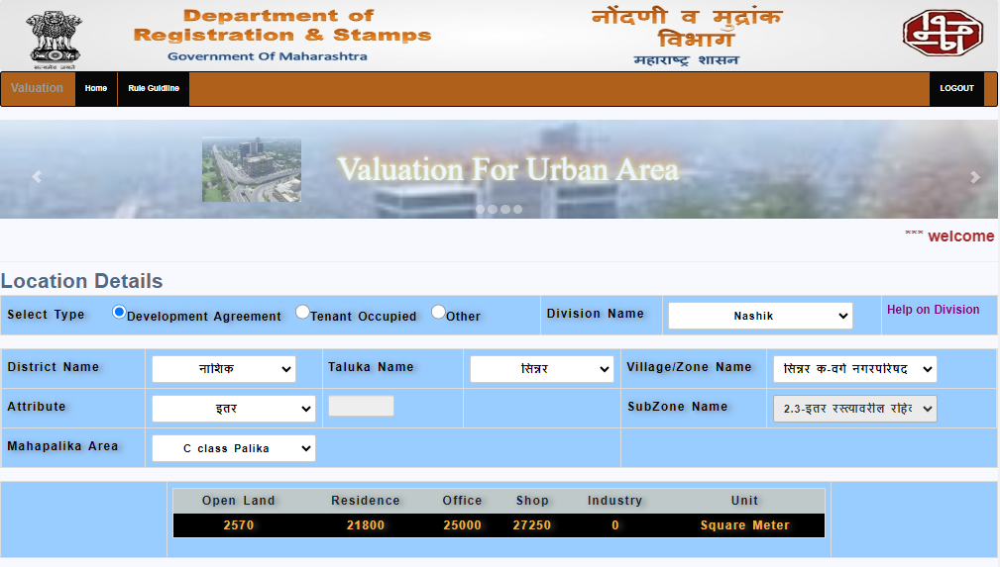 Department of
Registration & Stamps
Government Of Maharashtra
नोंदणी व मुद्रांक
विभाग
महाराष्ट्र शासन
सत्यमेव जयते
Valuation Home Rule Guidline LOGOUT
Valuation For Urban Area
*** welcome
Location Details
Select Type Development Agreement Tenant Occupied Other Division Name Nashik Help on Division
District Name नाशिक Taluka Name सिन्नर Village/Zone Name सिन्नर क-वर्ग नगरपरिषद
Attribute इतर SubZone Name 2.3-इतर रस्त्यावरील
Mahapalika Area C class Palika
Open Land Residence Office Shop Industry Unit
2570 21800 25000 27250 0 Square Meter